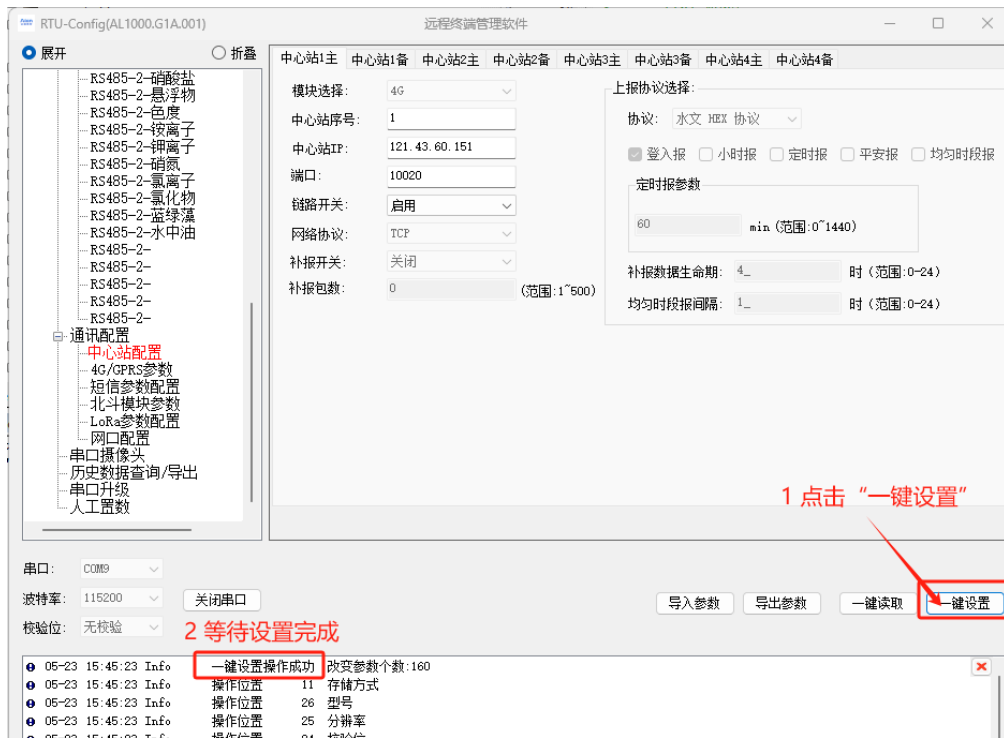 RTU-Config(AL1000.G1A.001) 远程终端管理软件
展开 折叠
RS485-2-硝酸盐
RS485-2-悬浮物
RS485-2-色度
RS485-2-铵离子
RS485-2-钾离子
RS485-2-硝氮
RS485-2-氯离子
RS485-2-氯化物
RS485-2-蓝绿藻
RS485-2-水中油
RS485-2-
RS485-2-
RS485-2-
RS485-2-
RS485-2-
通讯配置
中心站配置
4G/GPRS参数
短信参数配置
北斗模块参数
LoRa参数配置
网口配置
串口摄像头
历史数据查询/导出
串口升级
人工置数
中心站1主 中心站1备 中心站2主 中心站2备 中心站3主 中心站3备 中心站4主 中心站4备
模块选择: 4G
中心站序号: 1
中心站IP: 121.43.60.151
端口: 10020
链路开关: 启用
网络协议: TCP
补报开关: 关闭
补报包数: 0 (范围:1~500)
上报协议选择:
协议: 水文 HEX 协议
登入报 小时报 定时报 平安报 均匀时段报
定时报参数
60 min (范围:0~1440)
补报数据生命期: 4_ 时 (范围:0-24)
均匀时段报间隔: 1_ 时 (范围:0-24)
1 点击“一键设置”
串口: COM9
波特率: 115200 关闭串口
校验位: 无校验
导入参数 导出参数 一键读取 一键设置
2 等待设置完成
05-23 15:45:23 Info 一键设置操作成功 改变参数个数:160
05-23 15:45:23 Info 操作位置 11 存储方式
05-23 15:45:23 Info 操作位置 26 型号
05-23 15:45:23 Info 操作位置 25 分辨率
05-23 15:45:23 Info 操作位置 24 校验位